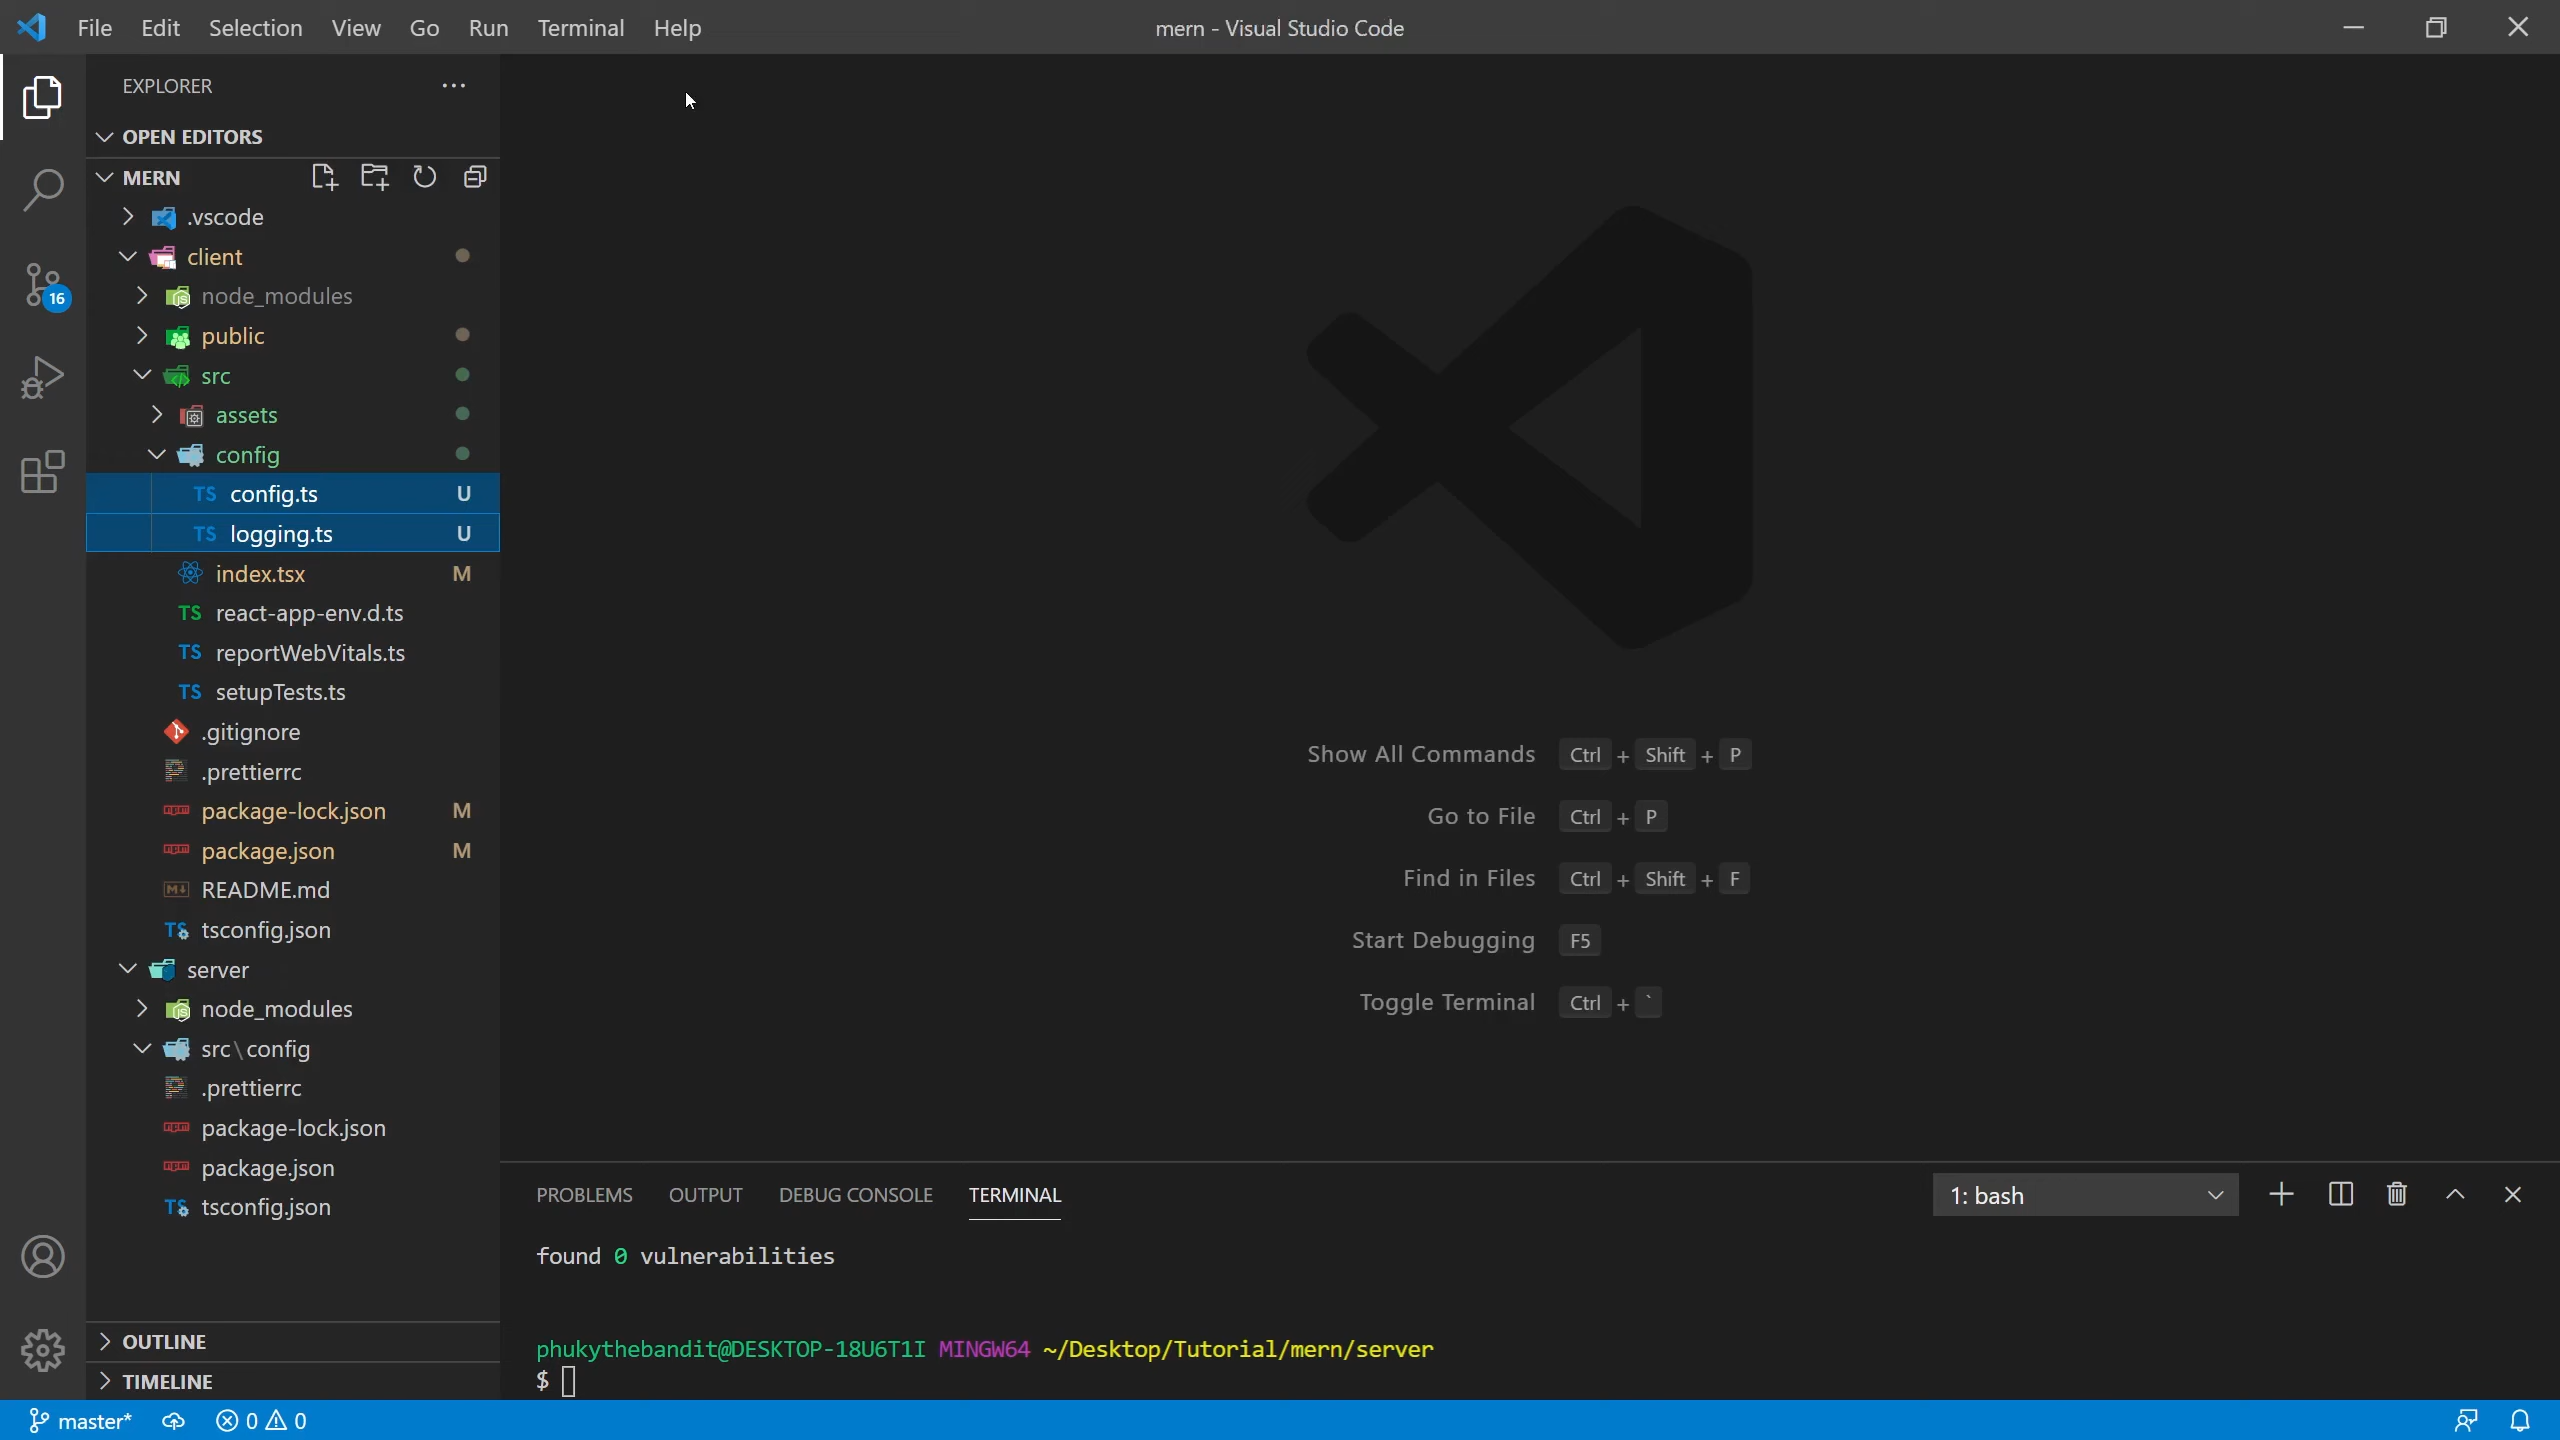 File Edit Selection View Go Run Terminal Help
mern - Visual Studio Code
EXPLORER
OPEN EDITORS
MERN
.vscode
client
node_modules
public
src
assets
config
TS config.ts U
TS logging.ts U
index.tsx M
TS react-app-env.d.ts
TS reportWebVitals.ts
TS setupTests.ts
.gitignore
.prettierrc
package-lock.json M
package.json M
README.md
TS tsconfig.json
server
node_modules
src\config
.prettierrc
package-lock.json
package.json
TS tsconfig.json
OUTLINE
TIMELINE
16
Show All Commands Ctrl + Shift + P
Go to File Ctrl + P
Find in Files Ctrl + Shift + F
Start Debugging F5
Toggle Terminal Ctrl + `
PROBLEMS OUTPUT DEBUG CONSOLE TERMINAL
1: bash
found 0 vulnerabilities
phukythebandit@DESKTOP-18U6T1I MINGW64 ~/Desktop/Tutorial/mern/server
$
master* 0 0